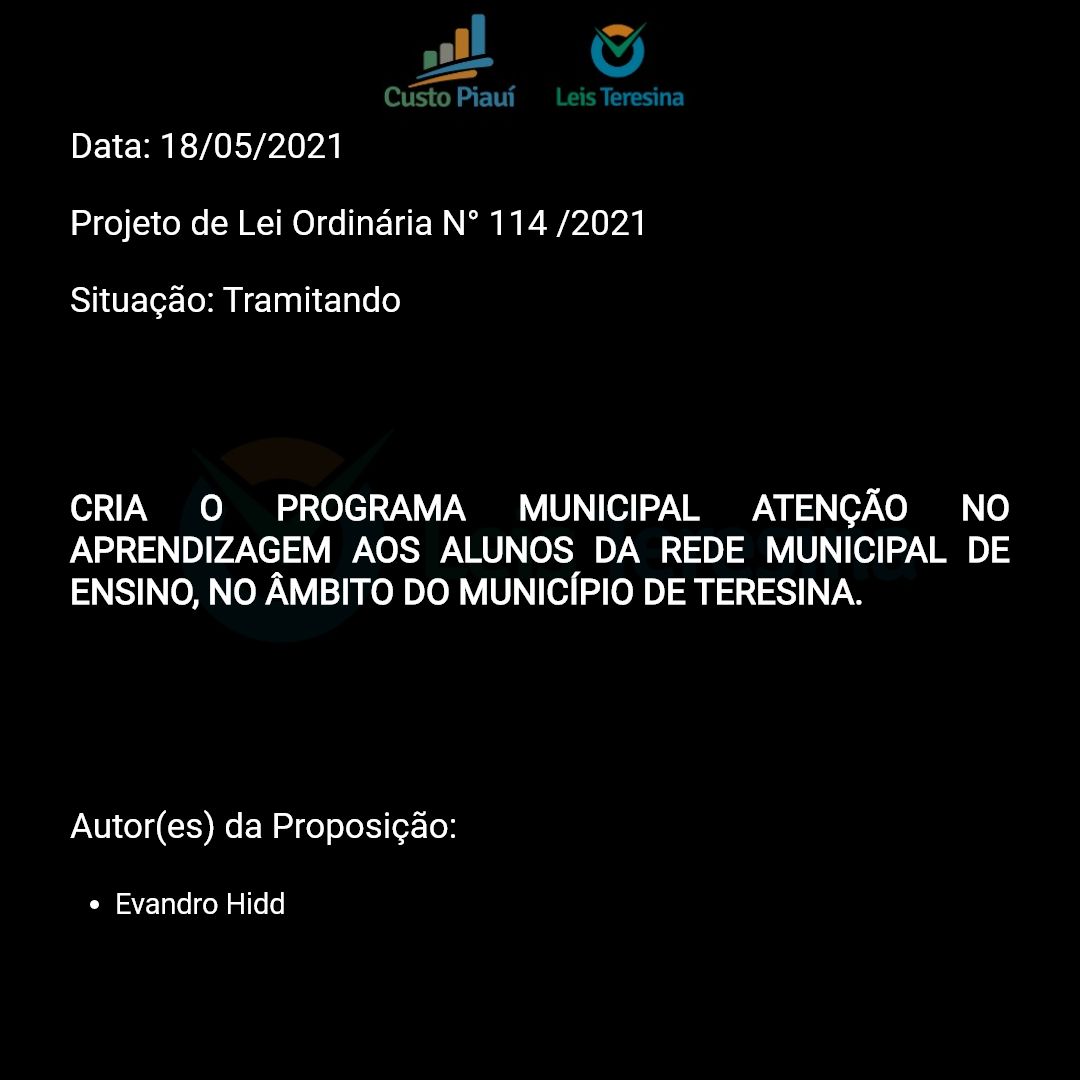 Custo Piauí
Leis Teresina
Data: 18/05/2021
Projeto de Lei Ordinária N° 114 /2021
Situação: Tramitando
CRIA O PROGRAMA MUNICIPAL ATENÇÃO NO
APRENDIZAGEM AOS ALUNOS DA REDE MUNICIPAL DE
ENSINO, NO ÂMBITO DO MUNICÍPIO DE TERESINA.
Autor(es) da Proposição:
• Evandro Hidd